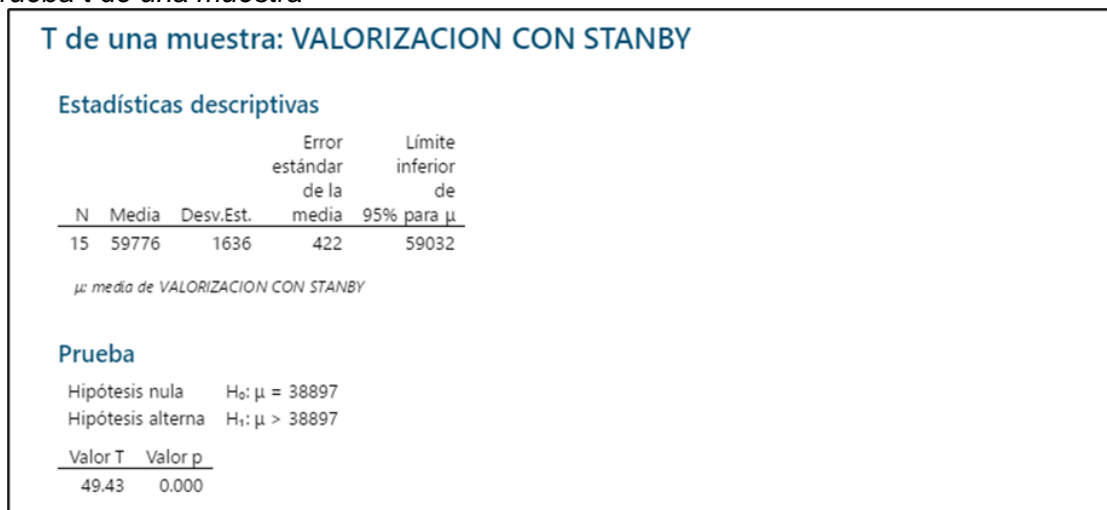 T de una muestra: VALORIZACION CON STANBY
Estadísticas descriptivas
Error Límite
estándar inferior
de la de
N Media Desv.Est. media 95% para μ
15 59776 1636 422 59032
μ: media de VALORIZACION CON STANBY
Prueba
Hipótesis nula H₀: μ = 38897
Hipótesis alterna H₁: μ > 38897
Valor T Valor p
49.43 0.000